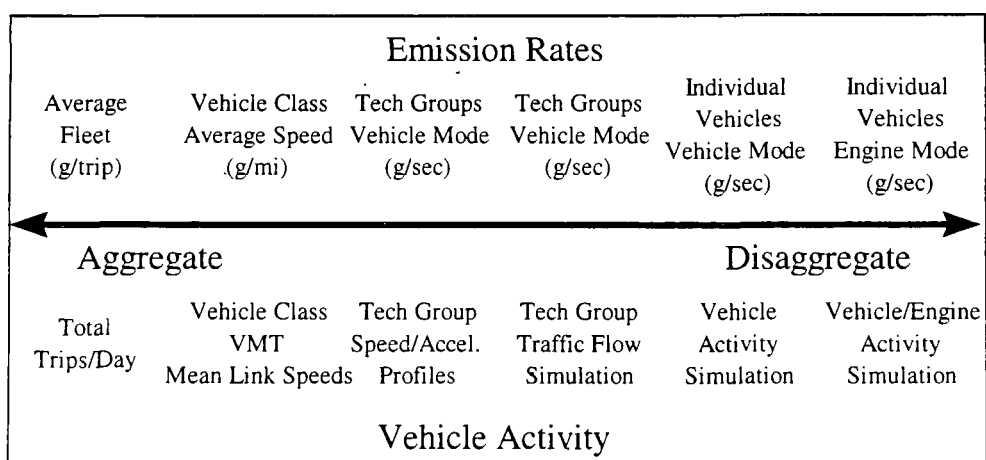 Emission Rates
Average
Fleet
(g/trip)
Vehicle Class
Average Speed
(g/mi)
Tech Groups
Vehicle Mode
(g/sec)
Tech Groups
Vehicle Mode
(g/sec)
Individual
Vehicles
Vehicle Mode
(g/sec)
Individual
Vehicles
Engine Mode
(g/sec)
Aggregate
Disaggregate
Total
Trips/Day
Vehicle Class
VMT
Mean Link Speeds
Tech Group
Speed/Accel.
Profiles
Tech Group
Traffic Flow
Simulation
Vehicle
Activity
Simulation
Vehicle/Engine
Activity
Simulation
Vehicle Activity